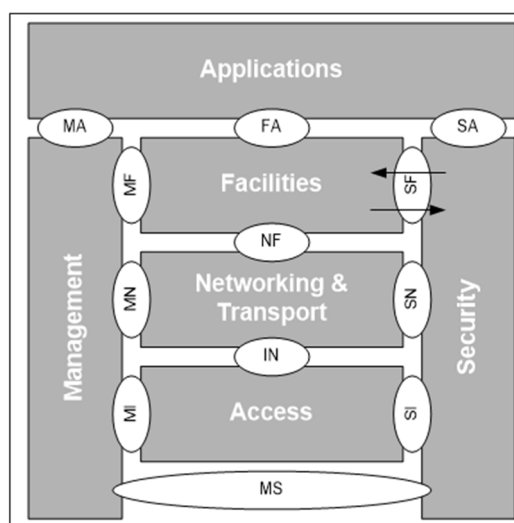 Applications
MA
FA
SA
MF
Facilities
SF
NF
Management
MN
Networking &
Transport
SN
Security
IN
MI
Access
SI
MS